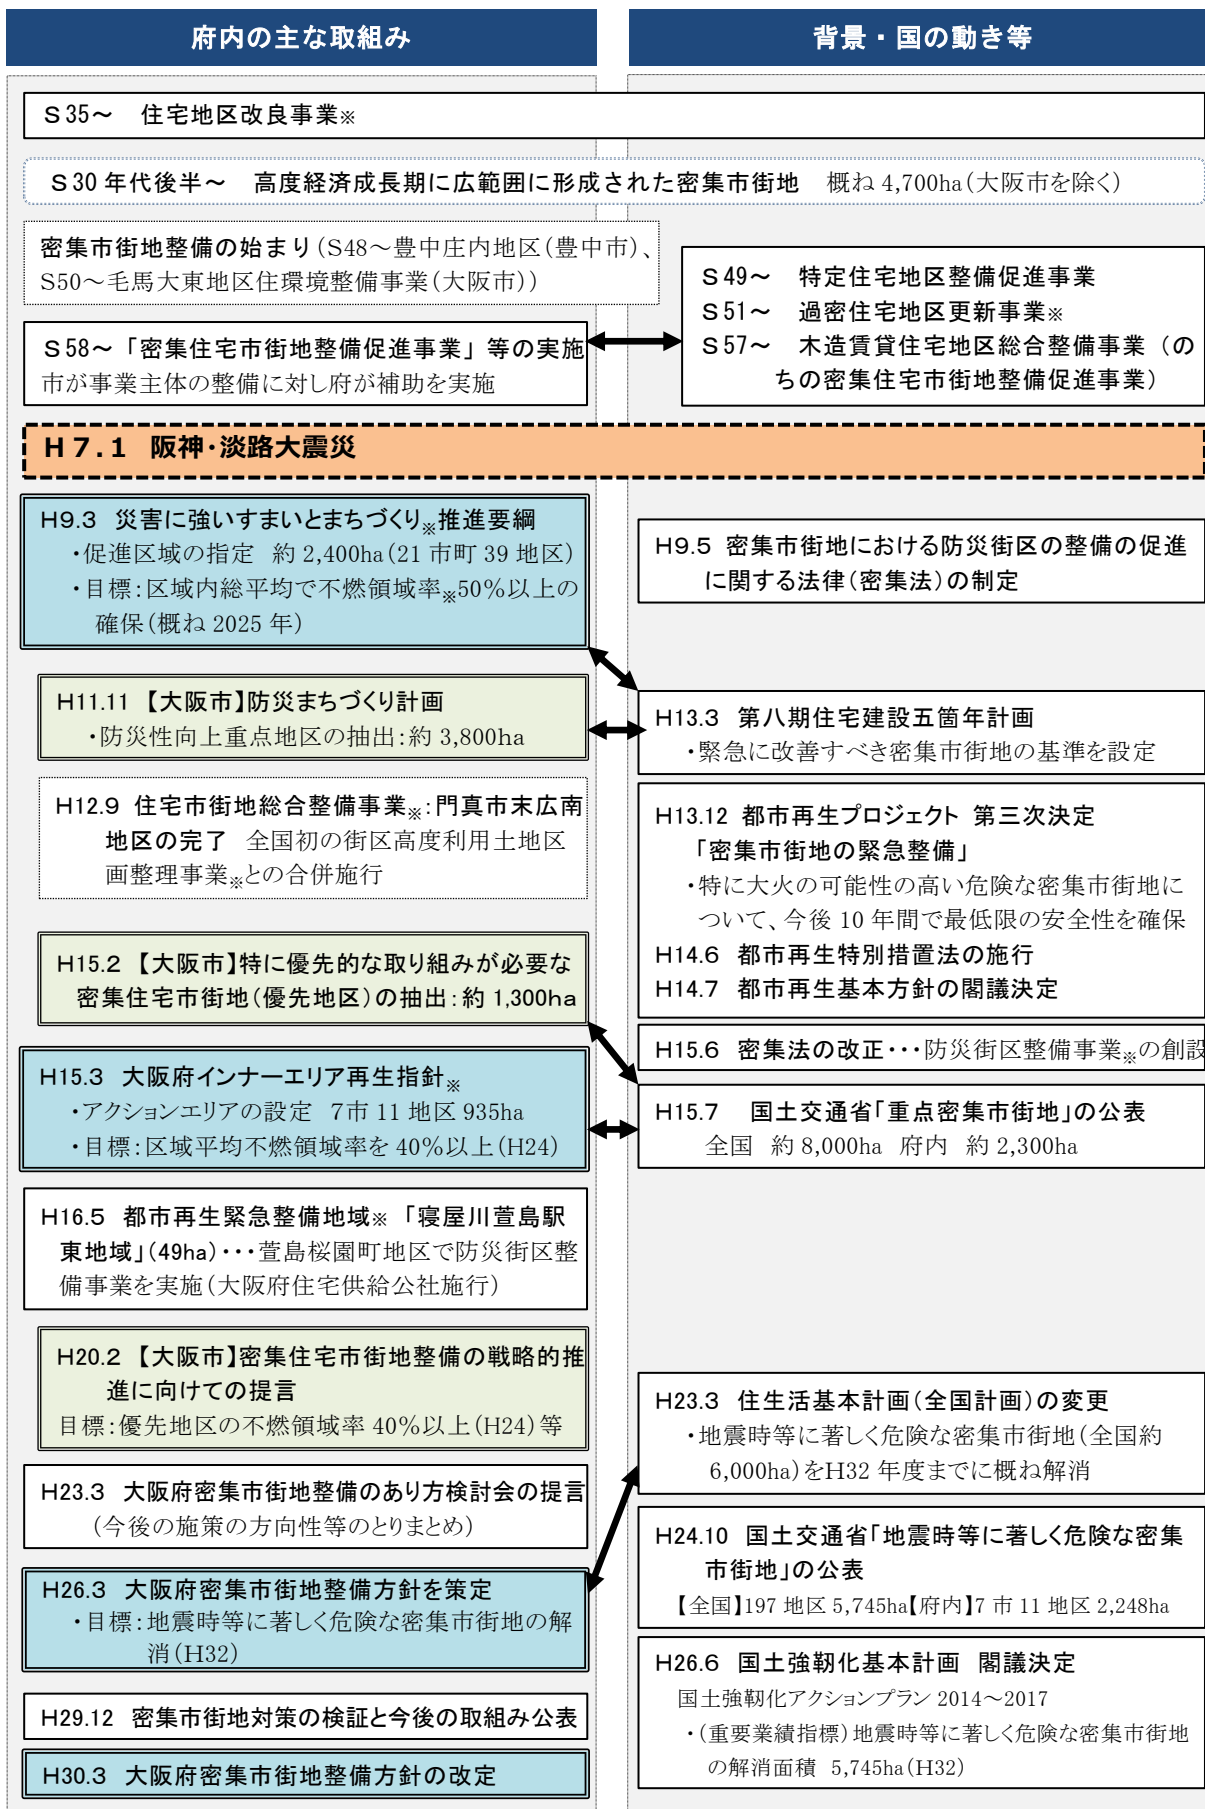 府内の主な取組み
背景・国の動き等
S35～　住宅地区改良事業※
S30年代後半～　高度経済成長期に広範囲に形成された密集市街地　概ね 4,700ha（大阪市を除く）
密集市街地整備の始まり（S48～豊中庄内地区（豊中市）、
S50～毛馬大東地区住環境整備事業（大阪市））
S58～「密集住宅市街地整備促進事業」等の実施
市が事業主体の整備に対し府が補助を実施
S49～　特定住宅地区整備促進事業
S51～　過密住宅地区更新事業※
S57～　木造賃貸住宅地区総合整備事業（の
ちの密集住宅市街地整備促進事業）
H7.1　阪神・淡路大震災
H9.3　災害に強いすまいとまちづくり※推進要綱
・促進区域の指定　約 2,400ha（21 市町 39 地区）
・目標：区域内総平均で不燃領域率※50％以上の
確保（概ね 2025 年）
H11.11 【大阪市】防災まちづくり計画
・防災性向上重点地区の抽出：約 3,800ha
H12.9 住宅市街地総合整備事業※：門真市末広南
地区の完了　全国初の街区高度利用土地区
画整理事業※との合併施行
H15.2 【大阪市】特に優先的な取り組みが必要な
密集住宅市街地（優先地区）の抽出：約 1,300ha
H15.3　大阪府インナーエリア再生指針※
・アクションエリアの設定　7市 11 地区 935ha
・目標：区域平均不燃領域率を 40％以上（H24）
H16.5　都市再生緊急整備地域※　「寝屋川萱島駅
東地域」（49ha）・・・萱島桜園町地区で防災街区整
備事業を実施（大阪府住宅供給公社施行）
H20.2 【大阪市】密集住宅市街地整備の戦略的推
進に向けての提言
目標：優先地区の不燃領域率 40％以上（H24）等
H23.3　大阪府密集市街地整備のあり方検討会の提言
（今後の施策の方向性等のとりまとめ）
H26.3　大阪府密集市街地整備方針を策定
・目標：地震時等に著しく危険な密集市街地の解
消（H32）
H29.12　密集市街地対策の検証と今後の取組み公表
H30.3　大阪府密集市街地整備方針の改定
H9.5　密集市街地における防災街区の整備の促進
に関する法律（密集法）の制定
H13.3　第八期住宅建設五箇年計画
・緊急に改善すべき密集市街地の基準を設定
H13.12　都市再生プロジェクト　第三次決定
「密集市街地の緊急整備」
・特に大火の可能性の高い危険な密集市街地に
ついて、今後 10 年間で最低限の安全性を確保
H14.6　都市再生特別措置法の施行
H14.7　都市再生基本方針の閣議決定
H15.6　密集法の改正・・・防災街区整備事業※の創設
H15.7　国土交通省「重点密集市街地」の公表
全国　約 8,000ha　府内　約 2,300ha
H23.3　住生活基本計画（全国計画）の変更
・地震時等に著しく危険な密集市街地（全国約
6,000ha）をH32 年度までに概ね解消
H24.10　国土交通省「地震時等に著しく危険な密集
市街地」の公表
【全国】197 地区 5,745ha【府内】7 市 11 地区 2,248ha
H26.6　国土強靭化基本計画　閣議決定
国土強靭化アクションプラン 2014～2017
・（重要業績指標）地震時等に著しく危険な密集市街地
の解消面積　5,745ha（H32）